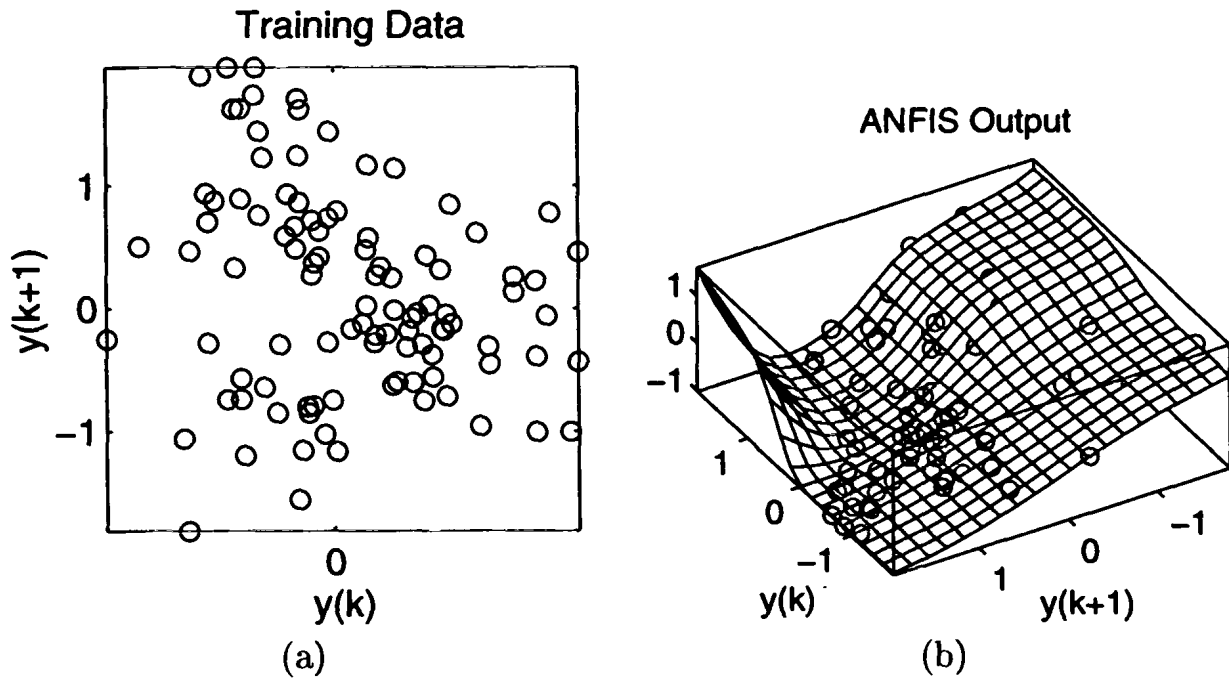 Training Data
1
0
−1
y(k+1)
0
y(k)
(a)
ANFIS Output
1
0
−1
1
0
−1
y(k)
1
0
−1
y(k+1)
(b)